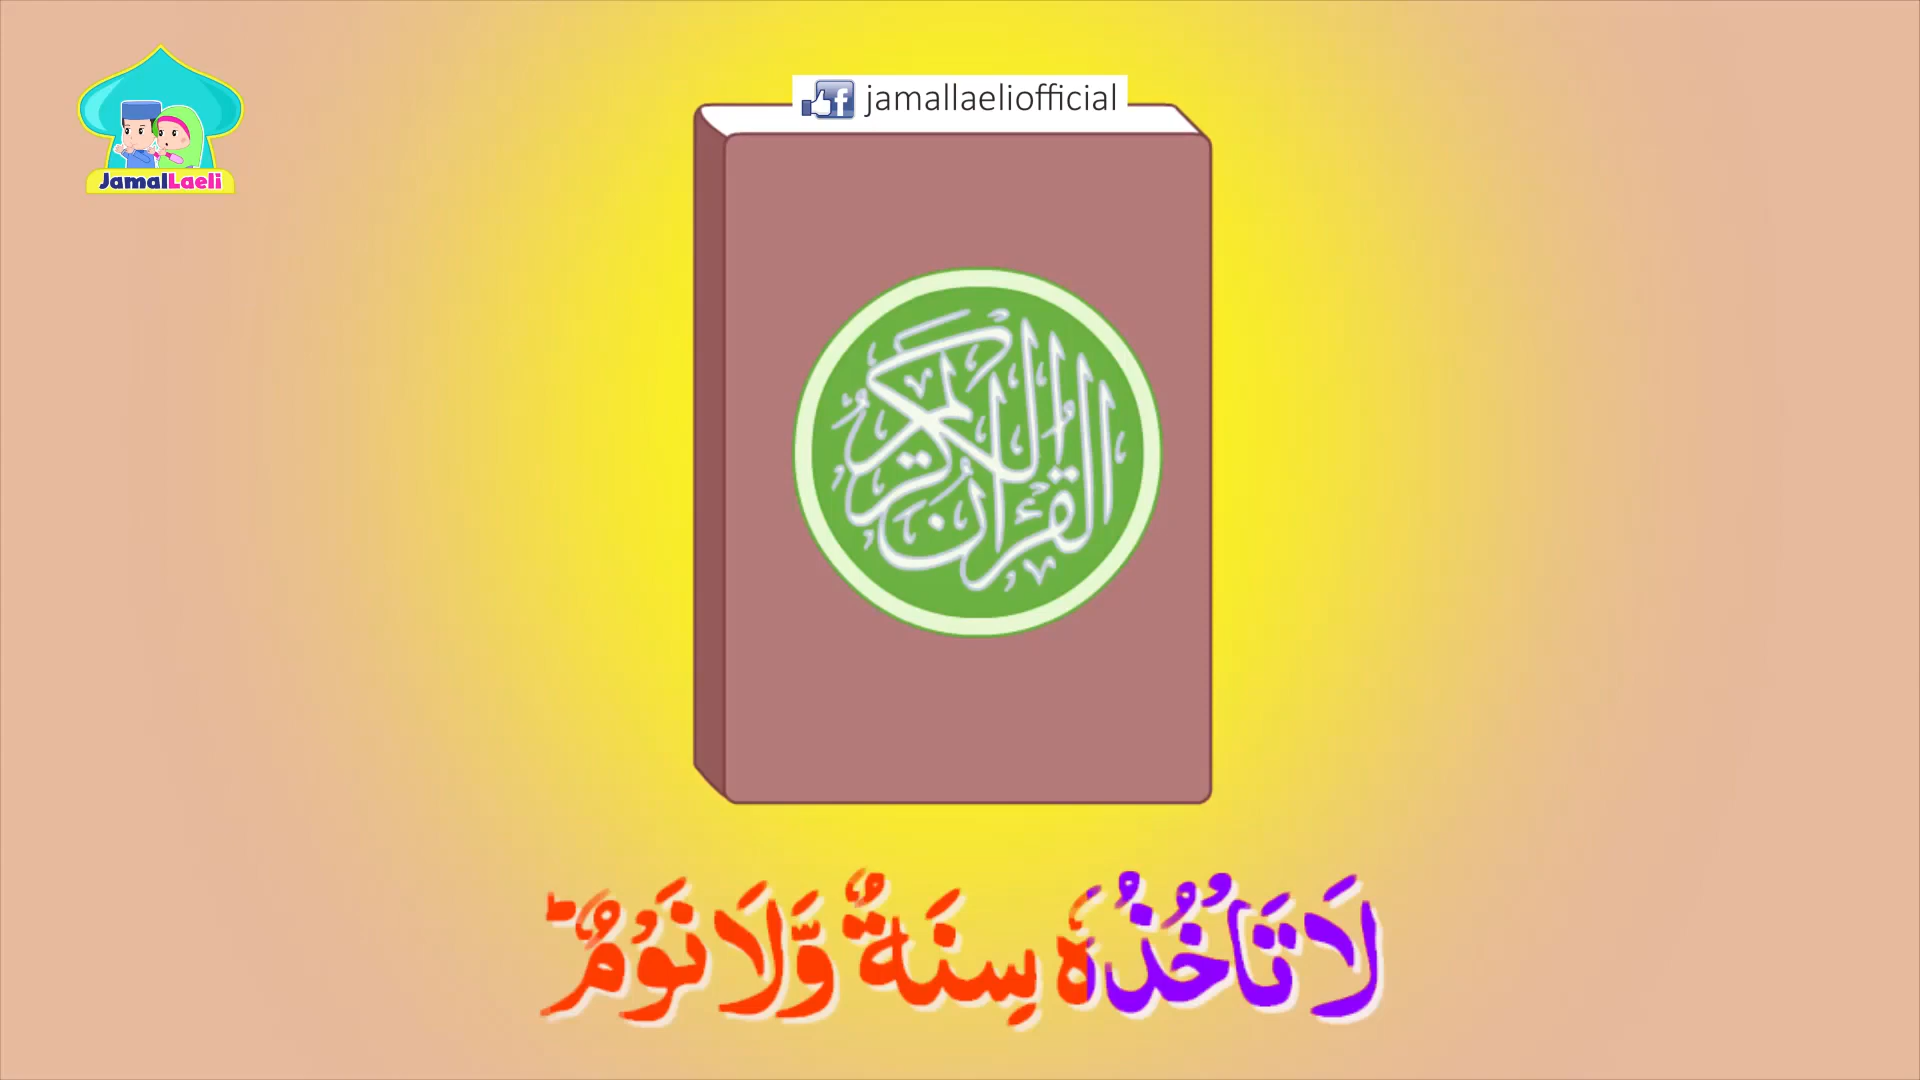 jamallaeliofficial
JamalLaeli
القرآن الكريم
لَا تَاْخُذُهٗ سِنَةٌ وَّلَا نَوْمٌ ؕ